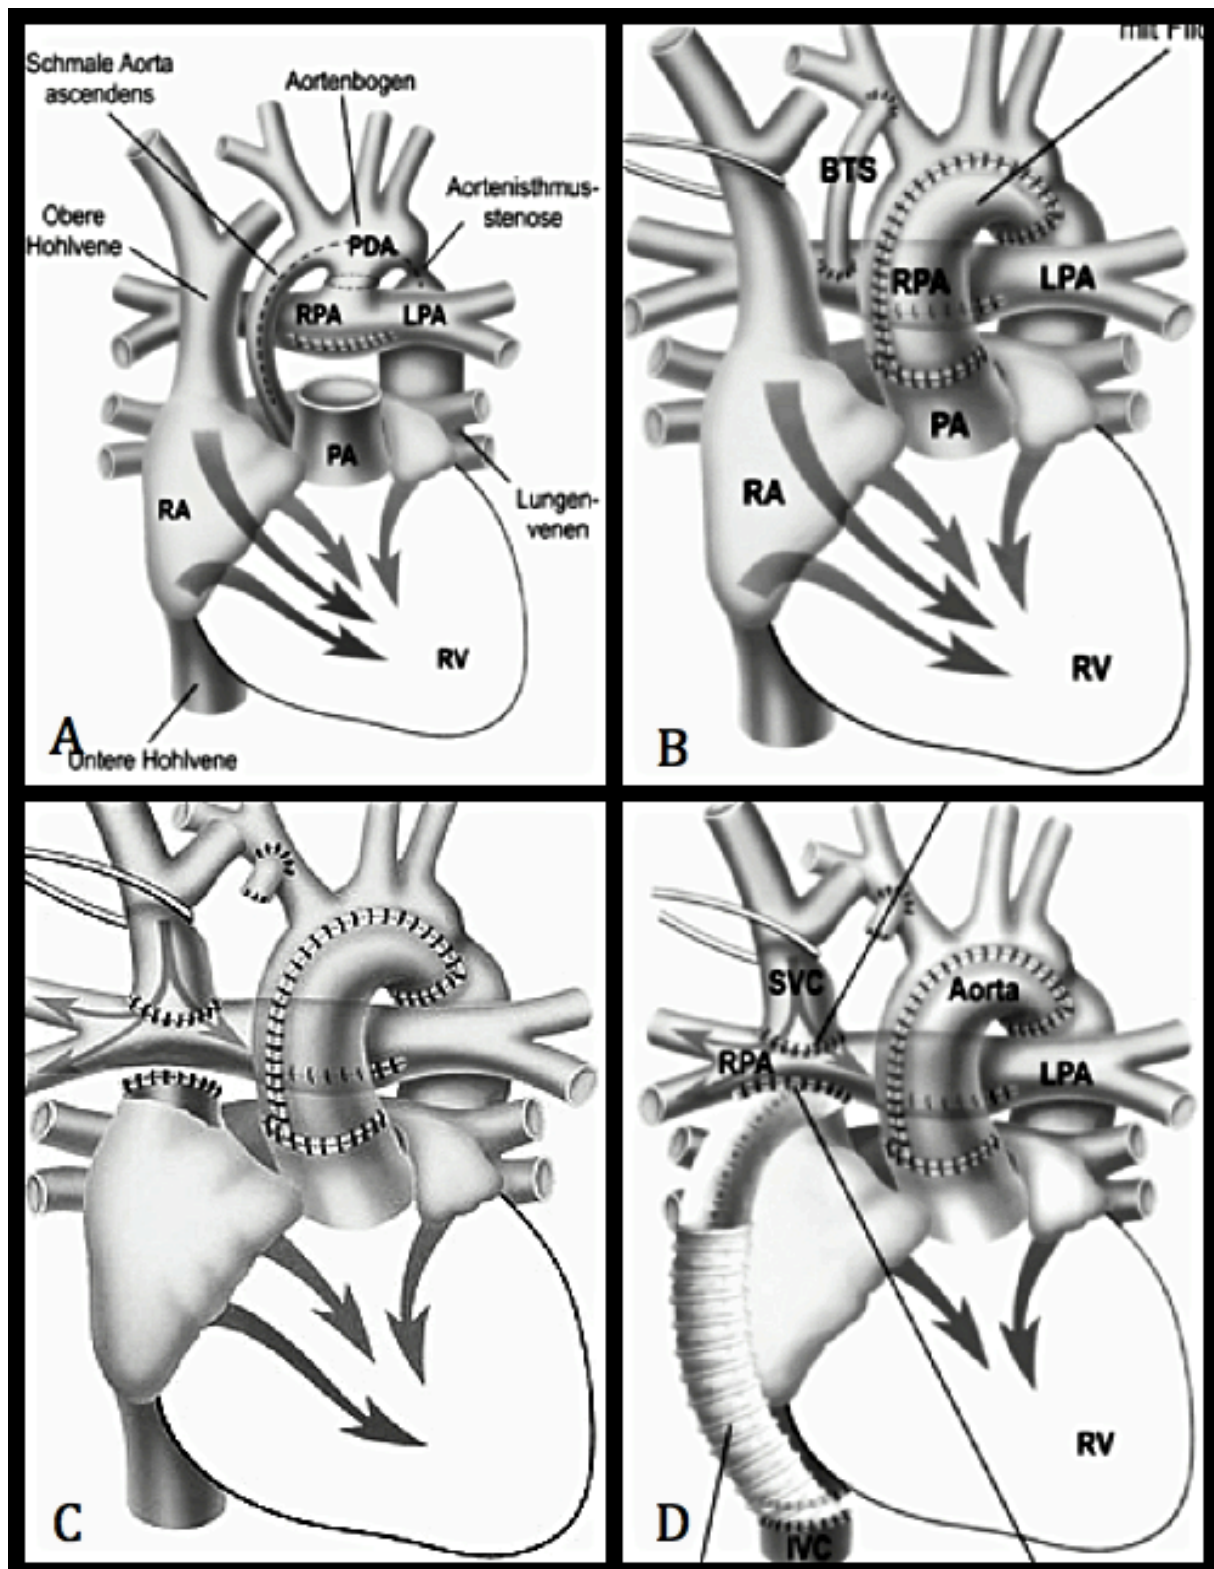 Schmale Aorta
ascendens
Aortenbogen
Aortenisthmus-
stenose
Obere
Hohlvene
PDA
RPA
LPA
PA
RA
Lungen-
venen
RV
A
Untere Hohlvene
mit
BTS
RPA
LPA
PA
RA
RV
B
C
SVC
Aorta
RPA
LPA
RV
D
IVC